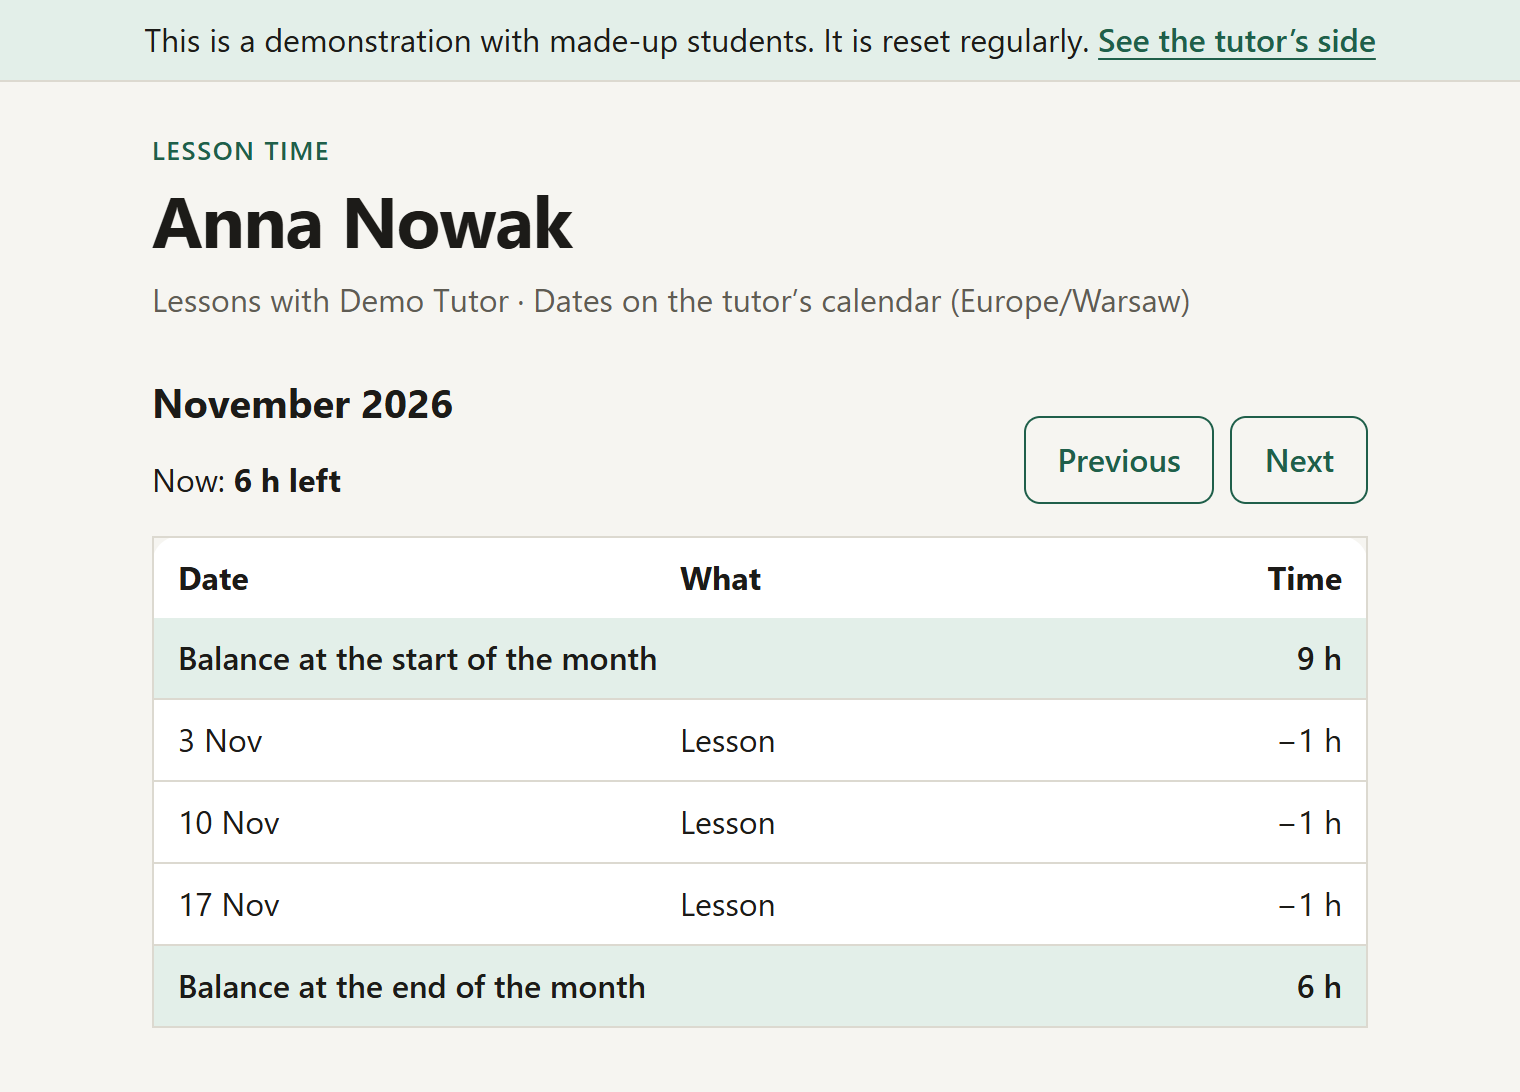 This is a demonstration with made-up students. It is reset regularly. See the tutor’s side
LESSON TIME
Anna Nowak
Lessons with Demo Tutor · Dates on the tutor’s calendar (Europe/Warsaw)
November 2026
Now: 6 h left
Previous Next
Date What Time
Balance at the start of the month 9 h
3 Nov Lesson −1 h
10 Nov Lesson −1 h
17 Nov Lesson −1 h
Balance at the end of the month 6 h